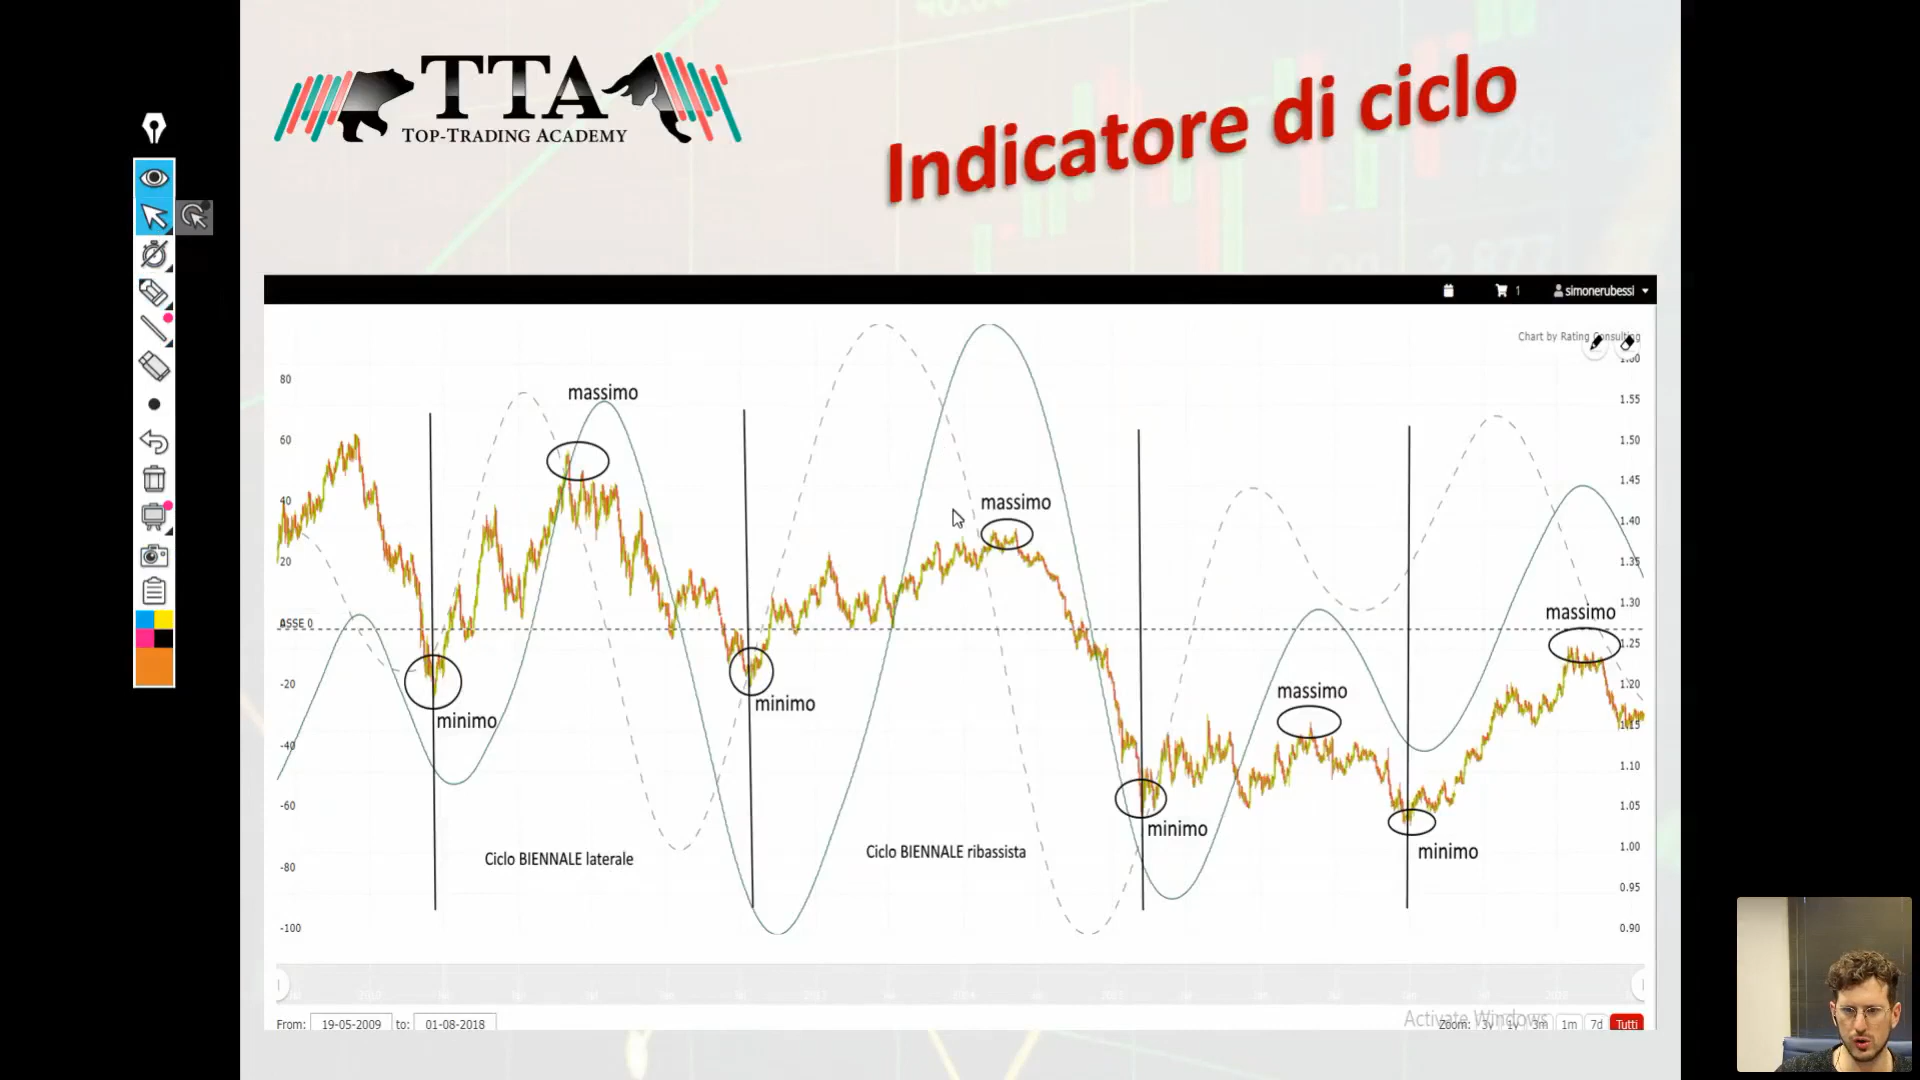 TTA
TOP-TRADING ACADEMY
Indicatore di ciclo
1
simonerubessi
Chart by Rating Consulting
80
60
40
20
ASSE 0
-20
-40
-60
-80
-100
1.55
1.50
1.45
1.40
1.35
1.30
1.25
1.20
1.15
1.10
1.05
1.00
0.95
0.90
massimo
massimo
massimo
massimo
minimo
minimo
minimo
minimo
Ciclo BIENNALE laterale
Ciclo BIENNALE ribassista
From: 19-05-2009 to: 01-08-2018
Activate Windows
Zoom: 3y 1y 3m 1m 7d Tutti